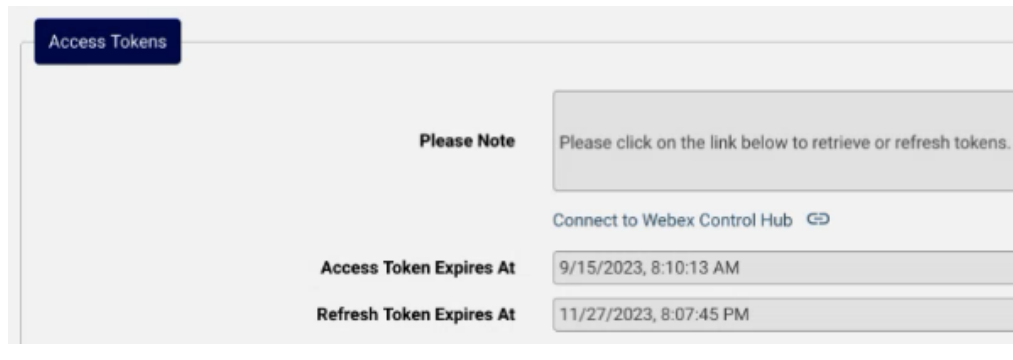 Access Tokens
Please Note
Please click on the link below to retrieve or refresh tokens.
Connect to Webex Control Hub
Access Token Expires At
9/15/2023, 8:10:13 AM
Refresh Token Expires At
11/27/2023, 8:07:45 PM